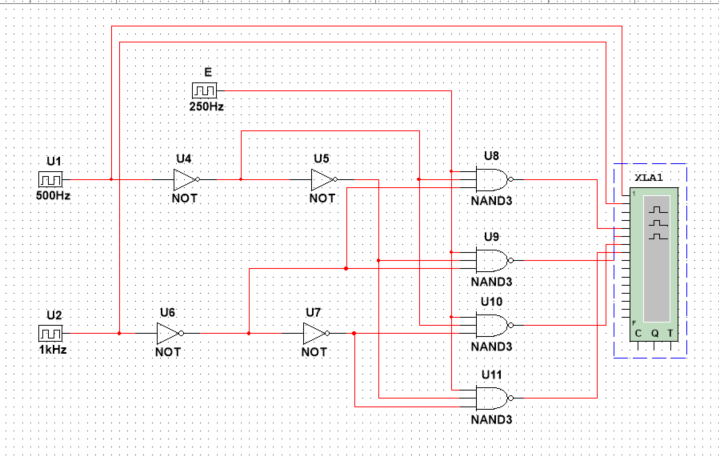 E
250Hz
U1
500Hz
U4
NOT
U5
NOT
U8
NAND3
XLA1
1
F
C Q T
U9
NAND3
U2
1kHz
U6
NOT
U7
NOT
U10
NAND3
U11
NAND3